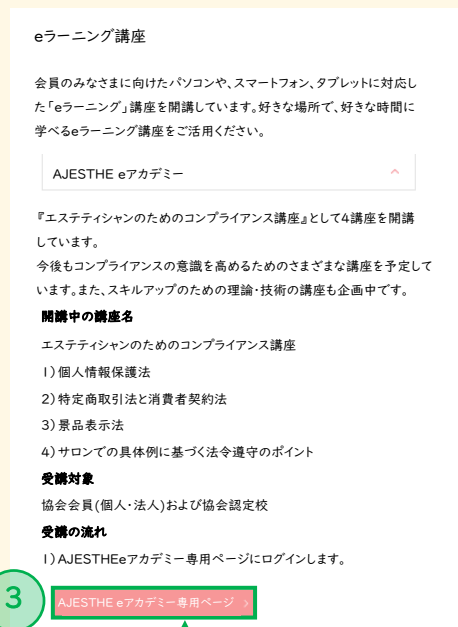 eラーニング講座
会員のみなさまに向けたパソコンや、スマートフォン、タブレットに対応し
た「eラーニング」講座を開講しています。好きな場所で、好きな時間に
学べるeラーニング講座をご活用ください。
AJESTHE eアカデミー
『エステティシャンのためのコンプライアンス講座』として4講座を開講
しています。
今後もコンプライアンスの意識を高めるためのさまざまな講座を予定して
います。また、スキルアップのための理論・技術の講座も企画中です。
開講中の講座名
エステティシャンのためのコンプライアンス講座
1)個人情報保護法
2)特定商取引法と消費者契約法
3)景品表示法
4)サロンでの具体例に基づく法令遵守のポイント
受講対象
協会会員(個人・法人)および協会認定校
受講の流れ
1)AJESTHEeアカデミー専用ページにログインします。
3
AJESTHE eアカデミー専用ページ >